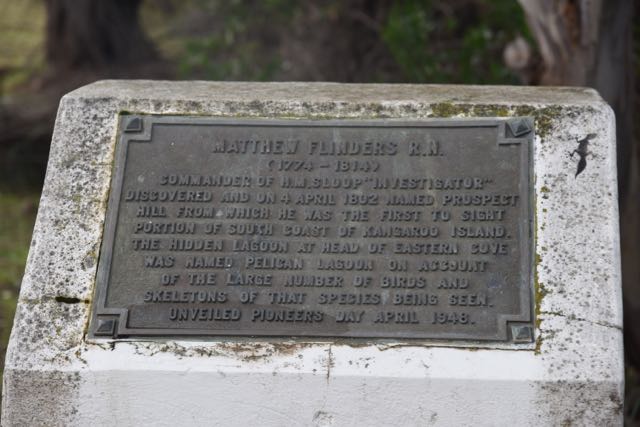 MATTHEW FLINDERS R.N.
(1774 - 1814)
COMMANDER OF H.M. SLOOP "INVESTIGATOR"
DISCOVERED AND ON 4 APRIL 1802 NAMED PROSPECT
HILL FROM WHICH HE WAS THE FIRST TO SIGHT
PORTION OF SOUTH COAST OF KANGAROO ISLAND.
THE HIDDEN LAGOON AT HEAD OF EASTERN COVE
WAS NAMED PELICAN LAGOON ON ACCOUNT
OF THE LARGE NUMBER OF BIRDS AND
SKELETONS OF THAT SPECIES BEING SEEN.
UNVEILED PIONEERS DAY APRIL 1948.